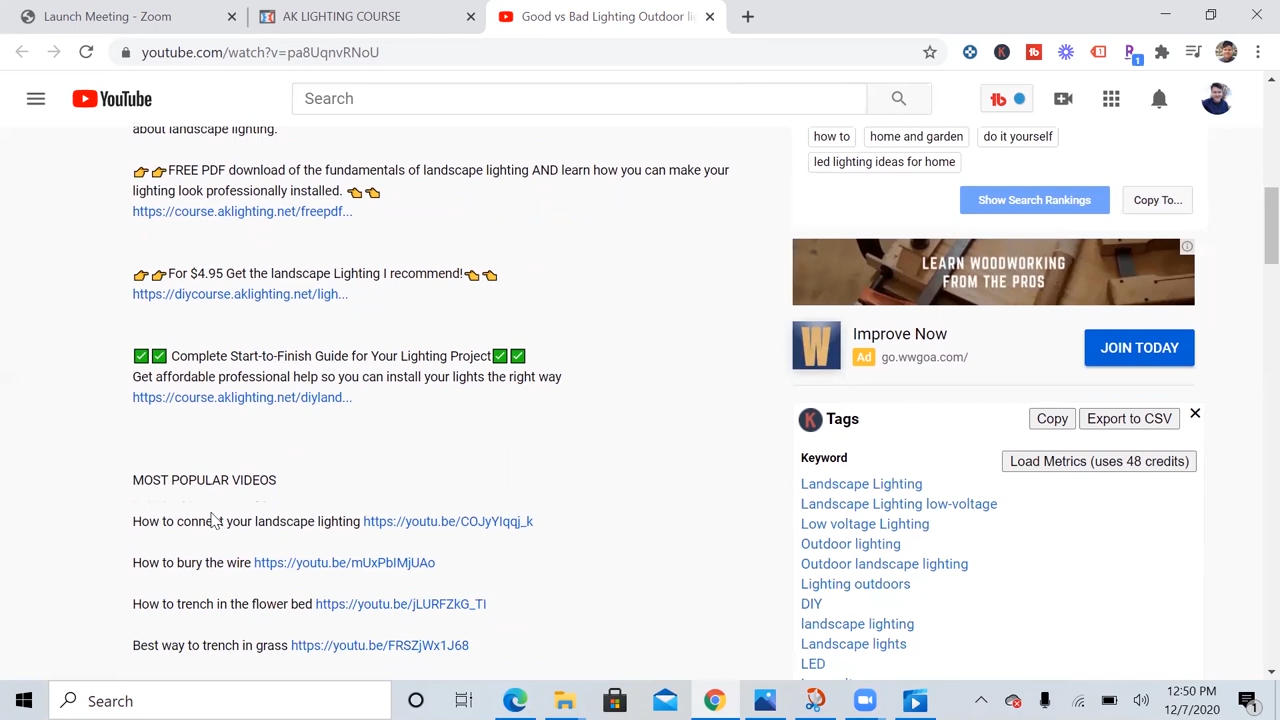 Launch Meeting - Zoom
AK LIGHTING COURSE
Good vs Bad Lighting Outdoor li
youtube.com/watch?v=pa8UqnvRNoU
1
YouTube
Search
about landscape lighting.
FREE PDF download of the fundamentals of landscape lighting AND learn how you can make your
lighting look professionally installed.
https://course.aklighting.net/freepdf...
For $4.95 Get the landscape Lighting I recommend!
https://diycourse.aklighting.net/ligh...
Complete Start-to-Finish Guide for Your Lighting Project
Get affordable professional help so you can install your lights the right way
https://course.aklighting.net/diyland...
MOST POPULAR VIDEOS
How to connect your landscape lighting https://youtu.be/COJyYIqqj_k
How to bury the wire https://youtu.be/mUxPbIMjUAo
How to trench in the flower bed https://youtu.be/jLURFZkG_TI
Best way to trench in grass https://youtu.be/FRSZjWx1J68
how to home and garden do it yourself
led lighting ideas for home
Show Search Rankings Copy To...
LEARN WOODWORKING
FROM THE PROS
W
Improve Now
Ad go.wwgoa.com/
JOIN TODAY
K Tags
Copy Export to CSV
Keyword
Load Metrics (uses 48 credits)
Landscape Lighting
Landscape Lighting low-voltage
Low voltage Lighting
Outdoor lighting
Outdoor landscape lighting
Lighting outdoors
DIY
landscape lighting
Landscape lights
LED
Search
12:50 PM
12/7/2020
1